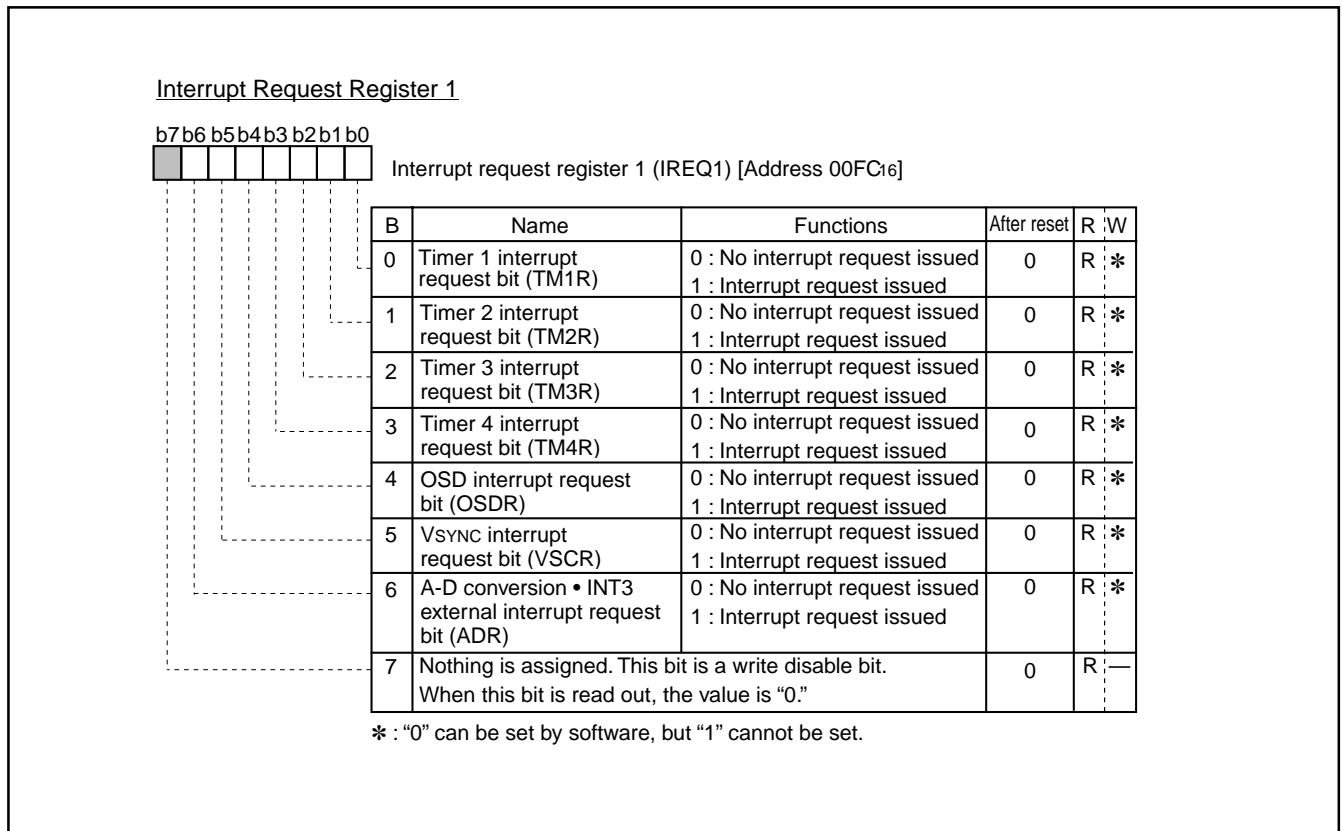 Interrupt Request Register 1
b7 b6 b5 b4 b3 b2 b1 b0
Interrupt request register 1 (IREQ1) [Address 00FC16]
B Name Functions After reset R W
0 Timer 1 interrupt request bit (TM1R) 0 : No interrupt request issued 1 : Interrupt request issued 0 R ✻
1 Timer 2 interrupt request bit (TM2R) 0 : No interrupt request issued 1 : Interrupt request issued 0 R ✻
2 Timer 3 interrupt request bit (TM3R) 0 : No interrupt request issued 1 : Interrupt request issued 0 R ✻
3 Timer 4 interrupt request bit (TM4R) 0 : No interrupt request issued 1 : Interrupt request issued 0 R ✻
4 OSD interrupt request bit (OSDR) 0 : No interrupt request issued 1 : Interrupt request issued 0 R ✻
5 VSYNC interrupt request bit (VSCR) 0 : No interrupt request issued 1 : Interrupt request issued 0 R ✻
6 A-D conversion • INT3 external interrupt request bit (ADR) 0 : No interrupt request issued 1 : Interrupt request issued 0 R ✻
7 Nothing is assigned. This bit is a write disable bit. When this bit is read out, the value is “0.” 0 R —
✻ : “0” can be set by software, but “1” cannot be set.